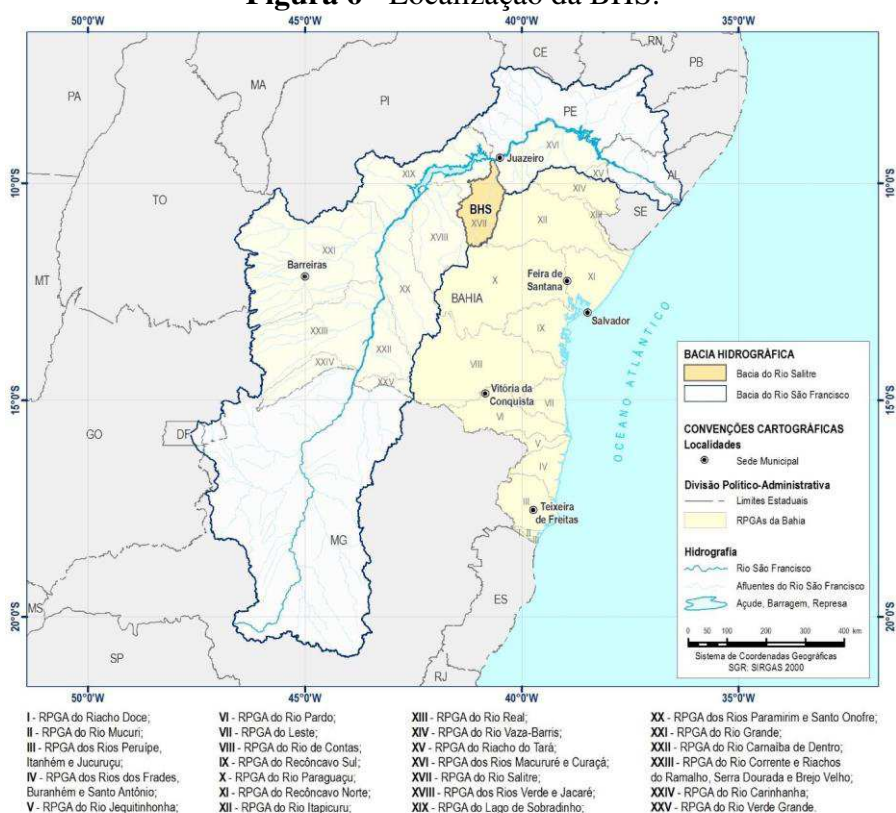 Figura 6 - Localização da BHS.
50°0'W 45°0'W 40°0'W 35°0'W
CE
RN
PB
MA
PI
PA
PE
XVI
Juazeiro
XIX
AL
XV
10°0'S 10°0'S
TO
BHS
XIV
SE
XVII
XII
XIII
XVIII
XXI
MT
Barreiras
Feira de
Santana
XI
XX
BAHIA
X
Salvador
IX
XXIII
XXII
VIII
XXIV
XXV
Vitória da
Conquista
VII
VI
15°0'S 15°0'S
GO
DF
V
IV
III
Teixeira
de Freitas
I
II
MG
ES
MS
20°0'S 20°0'S
SP
RJ
OCEANO ATLÂNTICO
BACIA HIDROGRÁFICA
Bacia do Rio Salitre
Bacia do Rio São Francisco
CONVENÇÕES CARTOGRÁFICAS
Localidades
Sede Municipal
Divisão Político-Administrativa
Limites Estaduais
RPGAs da Bahia
Hidrografia
Rio São Francisco
Afluentes do Rio São Francisco
Açude, Barragem, Represa
0 50 100 200 300 400 km
Sistema de Coordenadas Geográficas
SGR: SIRGAS 2000
50°0'W 45°0'W 40°0'W 35°0'W
I - RPGA do Riacho Doce;
II - RPGA do Rio Mucuri;
III - RPGA dos Rios Peruípe,
Itanhém e Jucuruçu;
IV - RPGA dos Rios dos Frades,
Buranhém e Santo Antônio;
V - RPGA do Rio Jequitinhonha;
VI - RPGA do Rio Pardo;
VII - RPGA do Leste;
VIII - RPGA do Rio de Contas;
IX - RPGA do Recôncavo Sul;
X - RPGA do Rio Paraguaçu;
XI - RPGA do Recôncavo Norte;
XII - RPGA do Rio Itapicuru;
XIII - RPGA do Rio Real;
XIV - RPGA do Rio Vaza-Barris;
XV - RPGA do Riacho do Tará;
XVI - RPGA dos Rios Macururé e Curaçá;
XVII - RPGA do Rio Salitre;
XVIII - RPGA dos Rios Verde e Jacaré;
XIX - RPGA do Lago de Sobradinho;
XX - RPGA dos Rios Paramirim e Santo Onofre;
XXI - RPGA do Rio Grande;
XXII - RPGA do Rio Carnaíba de Dentro;
XXIII - RPGA do Rio Corrente e Riachos
do Ramalho, Serra Dourada e Brejo Velho;
XXIV - RPGA do Rio Carinhanha;
XXV - RPGA do Rio Verde Grande.